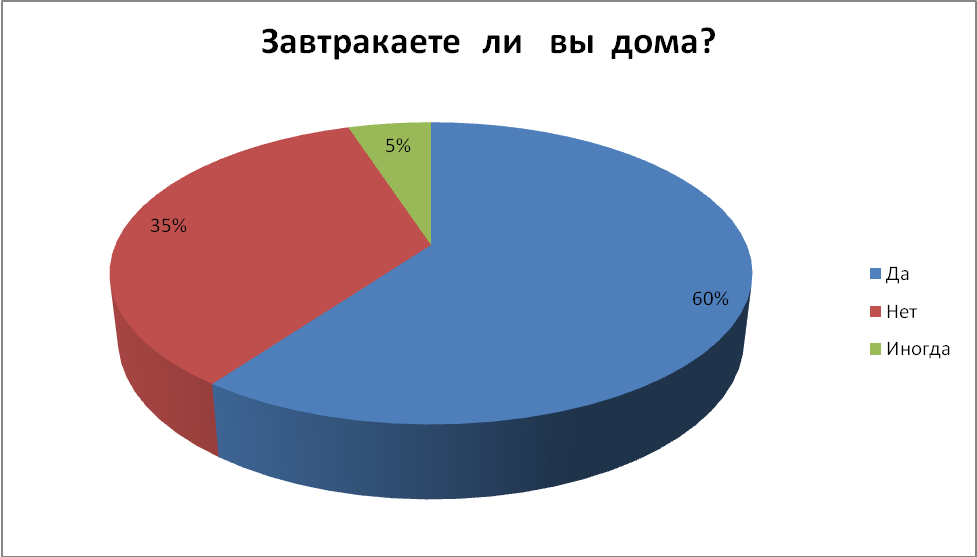 Завтракаете ли вы дома?
5%
35%
60%
Да
Нет
Иногда